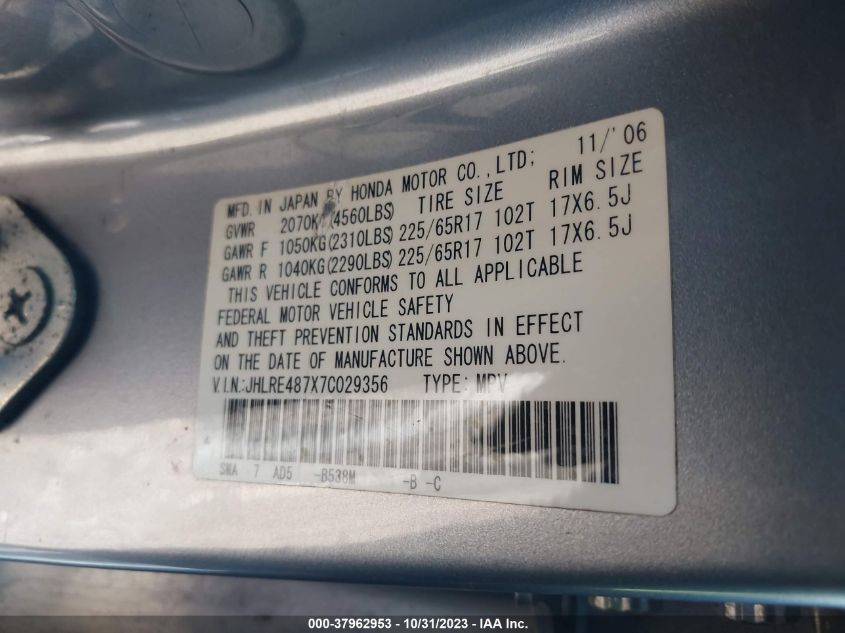 MFD. IN JAPAN BY HONDA MOTOR CO.,LTD; 11/'06
GVWR 2070KG(4560LBS) TIRE SIZE RIM SIZE
GAWR F 1050KG(2310LBS) 225/65R17 102T 17X6.5J
GAWR R 1040KG(2290LBS) 225/65R17 102T 17X6.5J
THIS VEHICLE CONFORMS TO ALL APPLICABLE
FEDERAL MOTOR VEHICLE SAFETY
AND THEFT PREVENTION STANDARDS IN EFFECT
ON THE DATE OF MANUFACTURE SHOWN ABOVE.
V.I.N.:JHLRE487X7C029356 TYPE: MPV
SWA 7 AD5 -B538M -B -C
000-37962953 / 10/31/2023 - IAA Inc.